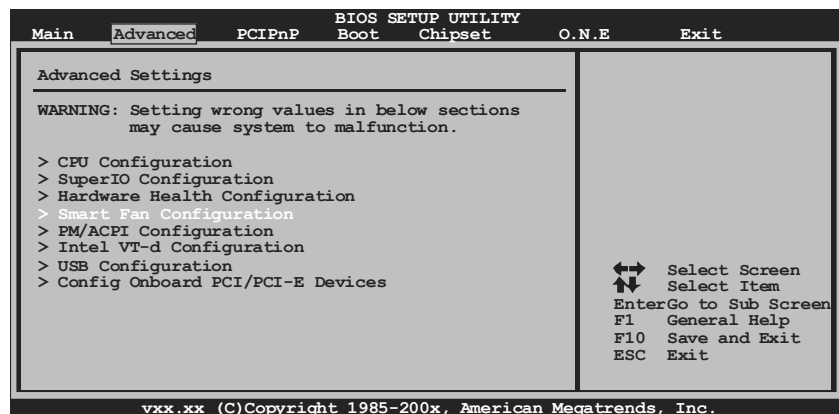 BIOS SETUP UTILITY
Main Advanced PCIPnP Boot Chipset O.N.E Exit
Advanced Settings
WARNING: Setting wrong values in below sections
may cause system to malfunction.
> CPU Configuration
> SuperIO Configuration
> Hardware Health Configuration
> Smart Fan Configuration
> PM/ACPI Configuration
> Intel VT-d Configuration
> USB Configuration
> Config Onboard PCI/PCI-E Devices
Select Screen
Select Item
EnterGo to Sub Screen
F1 General Help
F10 Save and Exit
ESC Exit
vxx.xx (C)Copyright 1985-200x, American Megatrends, Inc.